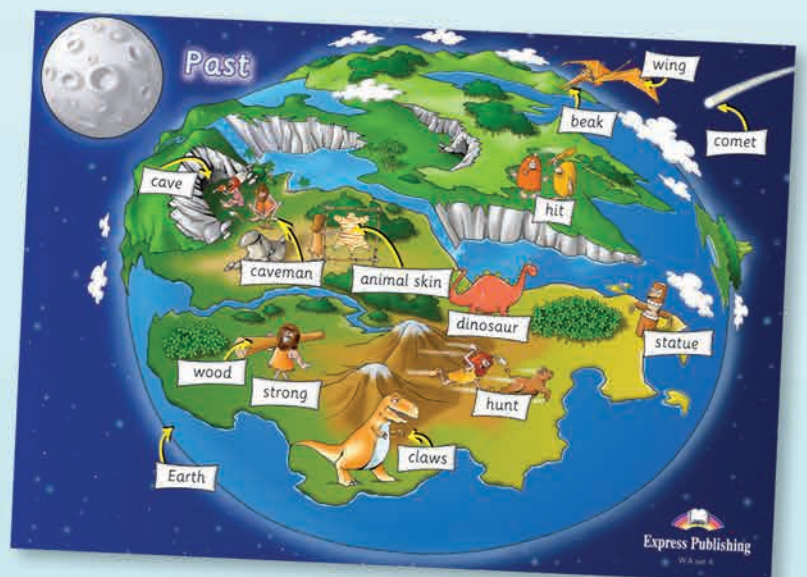 Past
wing
beak
comet
cave
hit
caveman
animal skin
dinosaur
statue
wood
strong
hunt
claws
Earth
Express Publishing